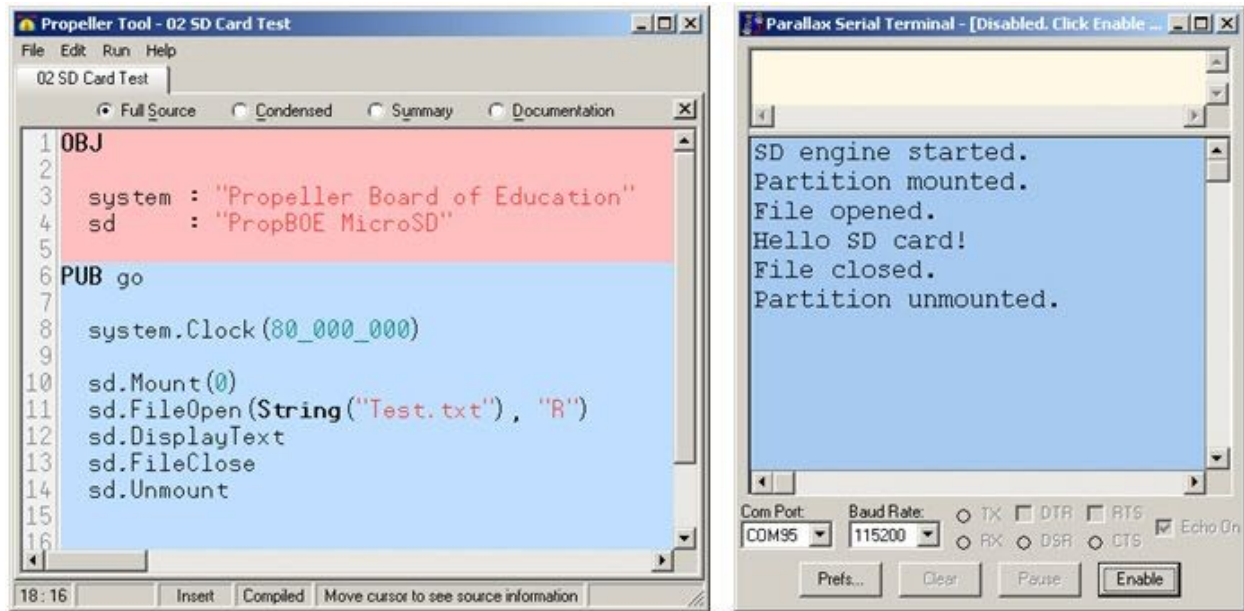 Propeller Tool - 02 SD Card Test
File Edit Run Help
02 SD Card Test
Full Source Condensed Summary Documentation
1 OBJ
2
3 system : "Propeller Board of Education"
4 sd : "PropBOE MicroSD"
5
6 PUB go
7
8 system.Clock(80_000_000)
9
10 sd.Mount(0)
11 sd.FileOpen(String("Test.txt"), "R")
12 sd.DisplayText
13 sd.FileClose
14 sd.Unmount
15
16
18 : 16 Insert Compiled Move cursor to see source information
Parallax Serial Terminal - [Disabled. Click Enable ...
SD engine started.
Partition mounted.
File opened.
Hello SD card!
File closed.
Partition unmounted.
Com Port: Baud Rate: TX DTR RTS
COM95 115200 RX DSR CTS Echo On
Prefs... Clear Pause Enable